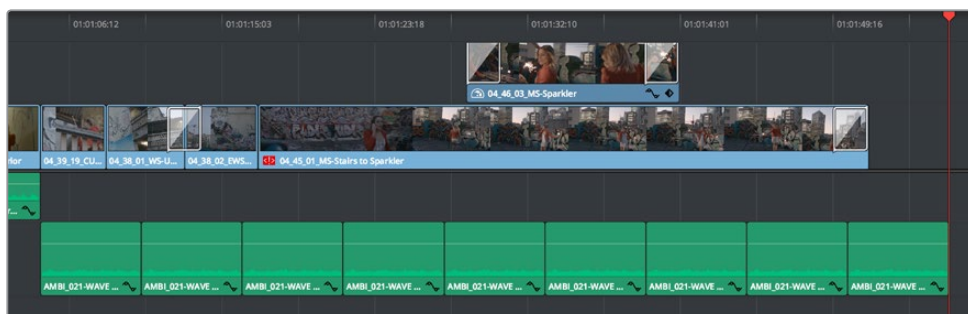 01:01:06:12 01:01:15:03 01:01:23:18 01:01:32:10 01:01:41:01 01:01:49:16
04_46_03_MS-Sparkler
04_39_19_CU... 04_38_01_WS-U... 04_38_02_EWS... 04_45_01_MS-Stairs to Sparkler
AMBI_021-WAVE ... AMBI_021-WAVE ... AMBI_021-WAVE ... AMBI_021-WAVE ... AMBI_021-WAVE ... AMBI_021-WAVE ... AMBI_021-WAVE ... AMBI_021-WAVE ... AMBI_021-WAVE ...